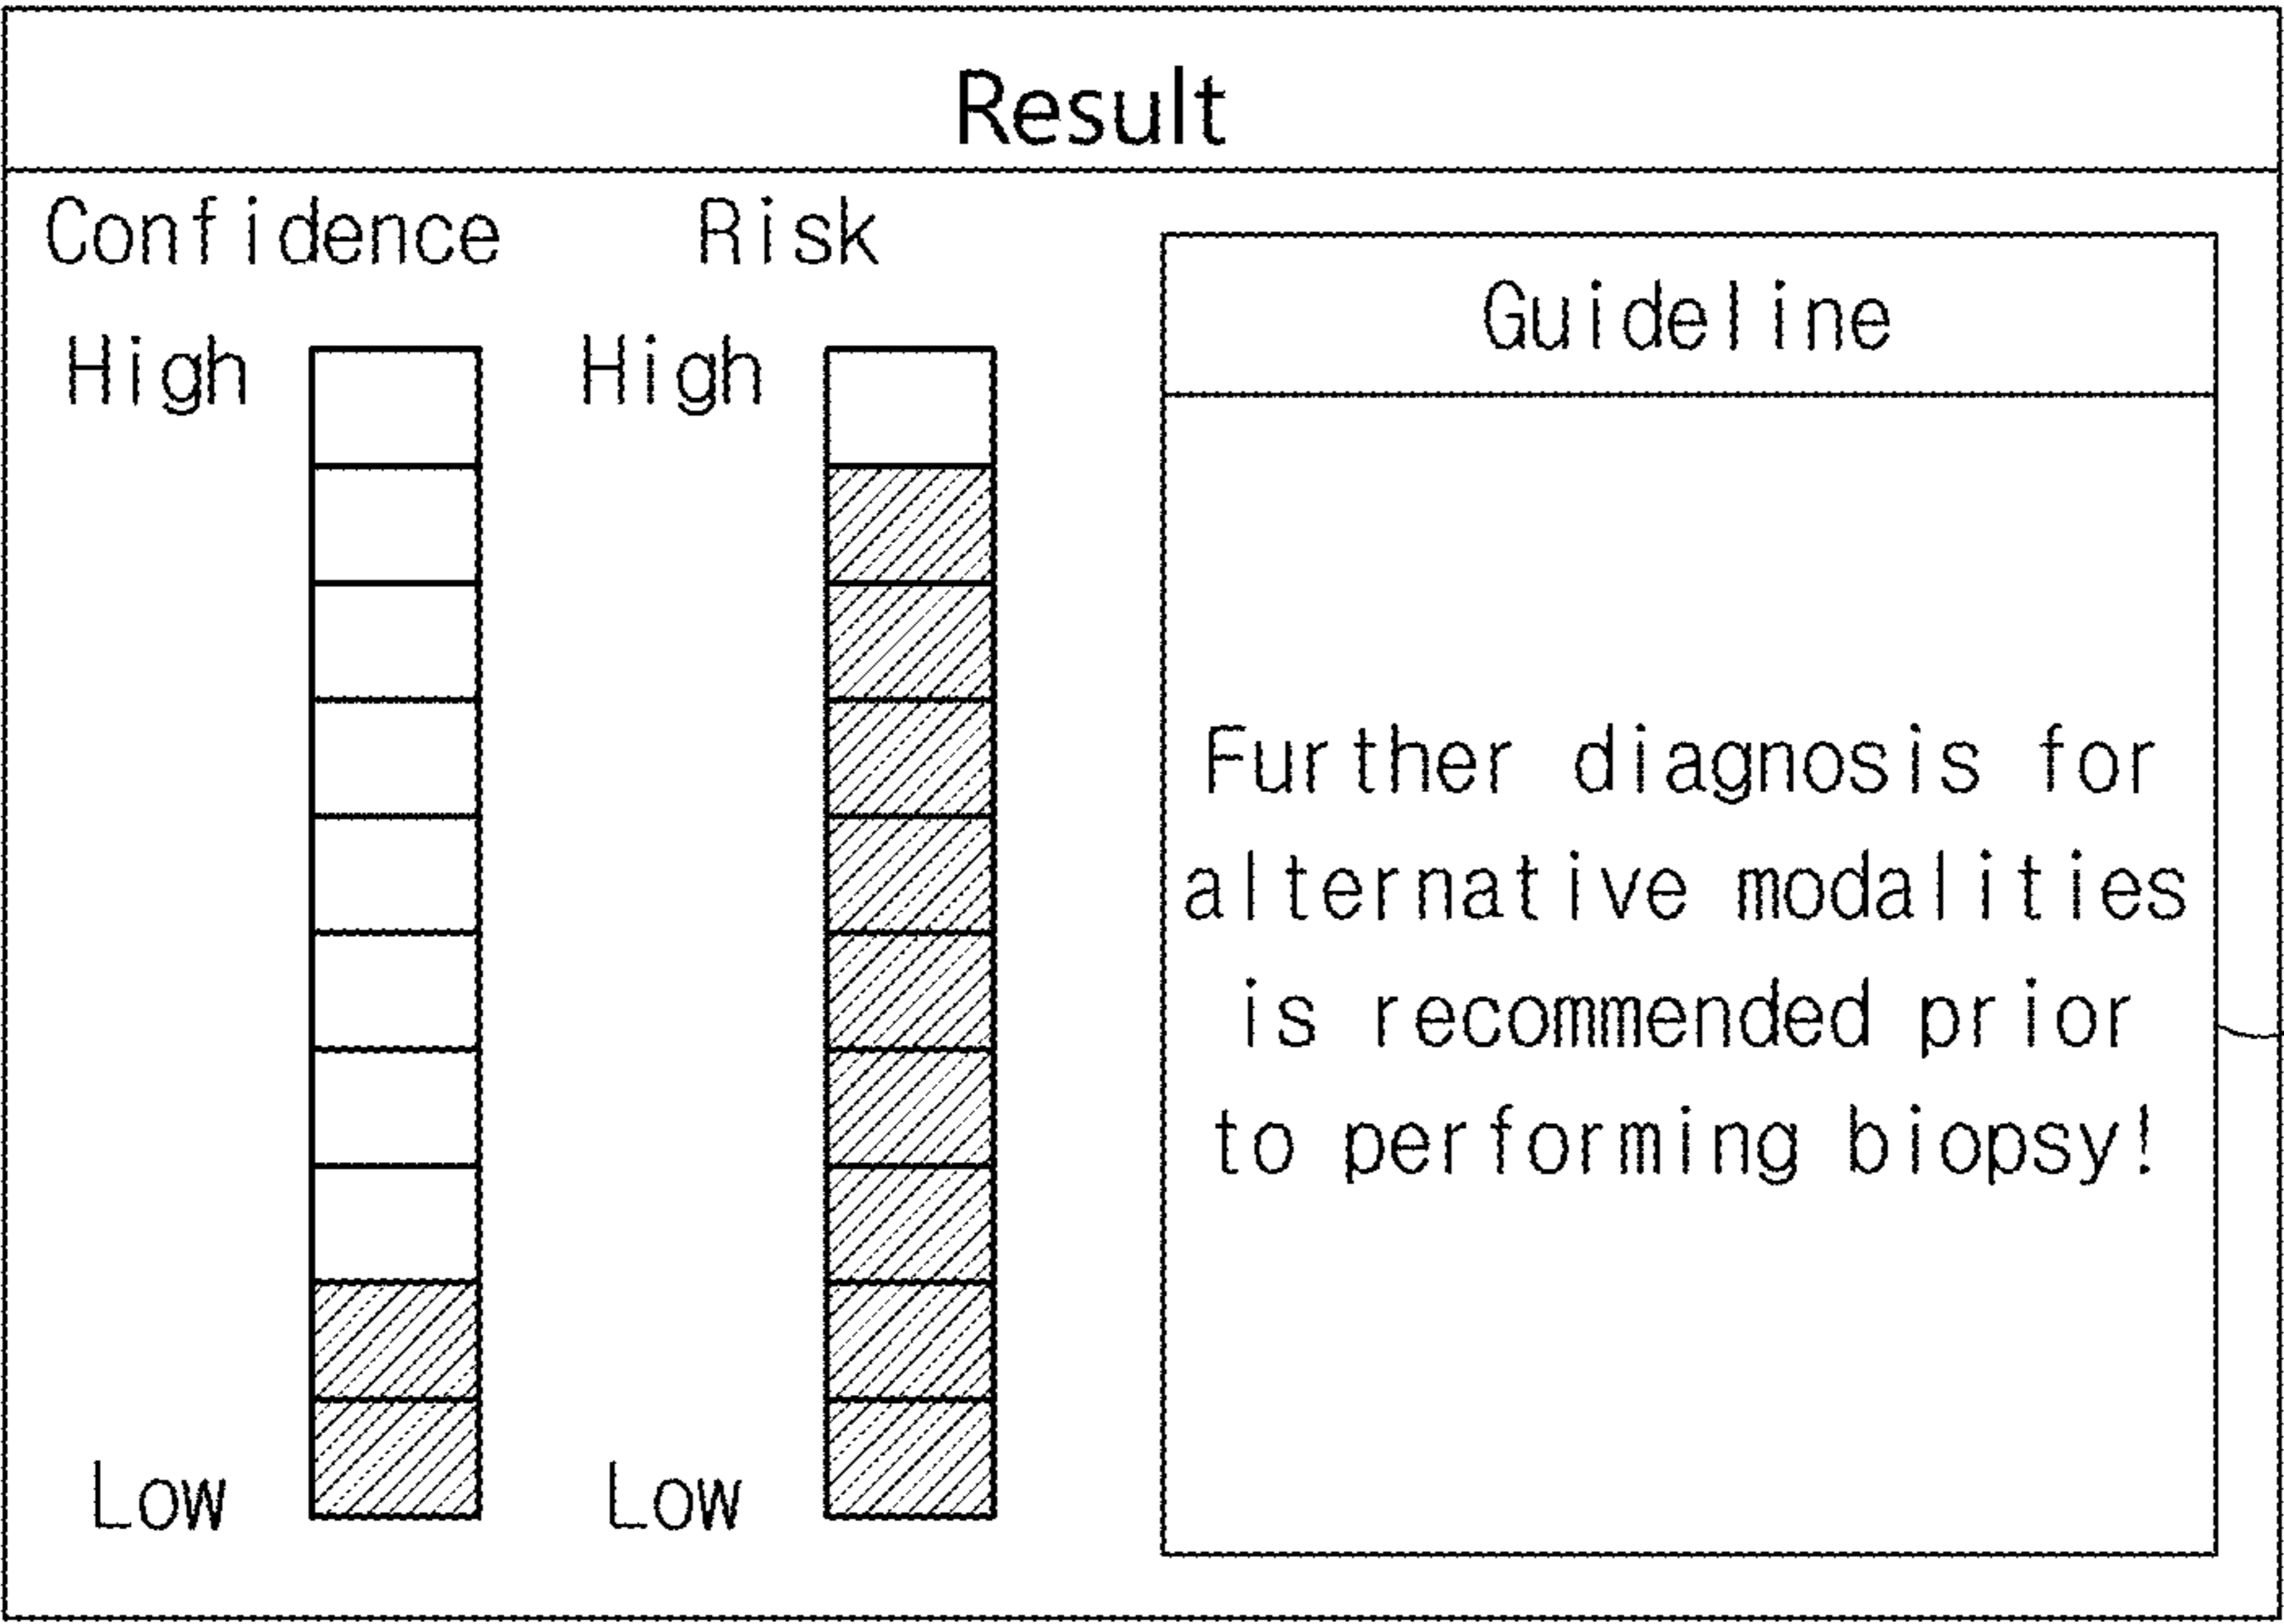 Result
Confidence
Risk
High
High
Low
Low
Guideline
Further diagnosis for
alternative modalities
is recommended prior
to performing biopsy!